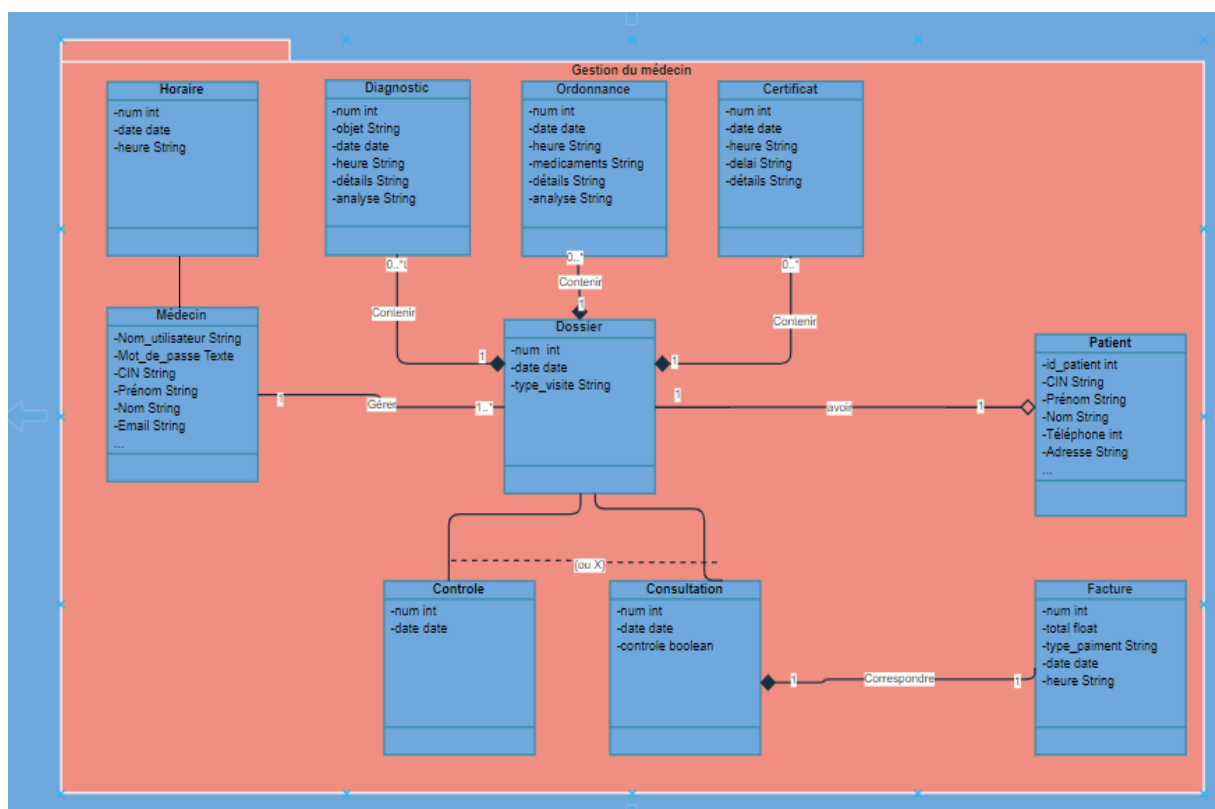 Gestion du médecin
Horaire
-num int
-date date
-heure String
Diagnostic
-num int
-objet String
-date date
-heure String
-détails String
-analyse String
Ordonnance
-num int
-date date
-heure String
-medicaments String
-détails String
-analyse String
Certificat
-num int
-date date
-heure String
-delai String
-détails String
0..*
0..*
0..*
Contenir
Contenir
Contenir
1
1
1
Médecin
-Nom_utilisateur String
-Mot_de_passe Texte
-CIN String
-Prénom String
-Nom String
-Email String
...
1
Gérer
1..*
Dossier
-num int
-date date
-type_visite String
1
avoir
1
Patient
-id_patient int
-CIN String
-Prénom String
-Nom String
-Téléphone int
-Adresse String
...
(ou X)
Controle
-num int
-date date
Consultation
-num int
-date date
-controle boolean
1
Correspondre
1
Facture
-num int
-total float
-type_paiment String
-date date
-heure String